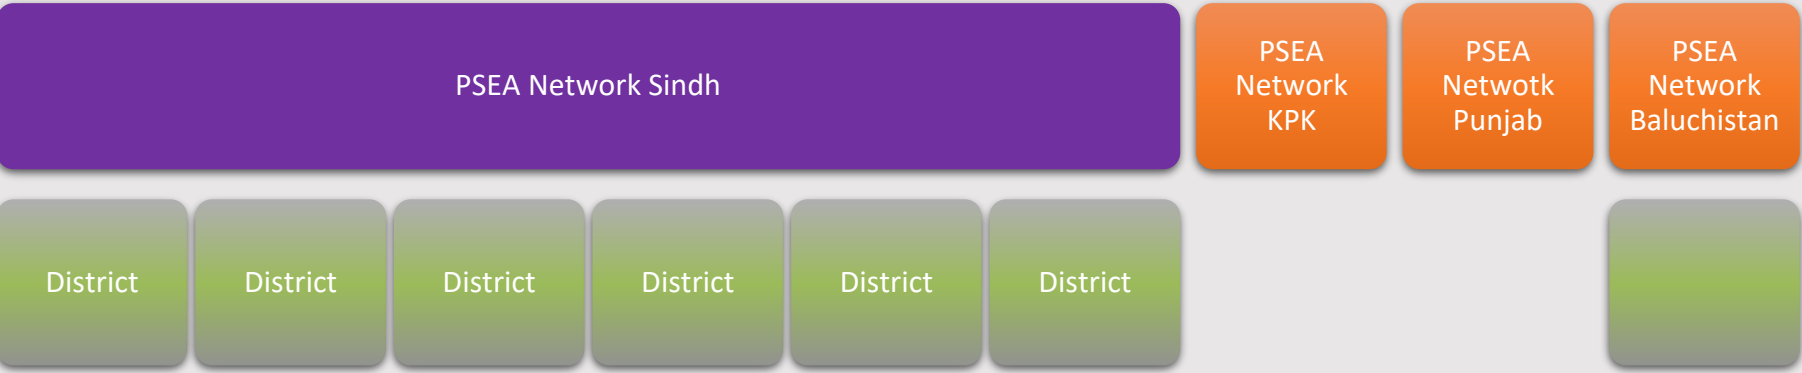 PSEA Network Sindh
PSEA
Network
KPK
PSEA
Netwotk
Punjab
PSEA
Network
Baluchistan
District
District
District
District
District
District